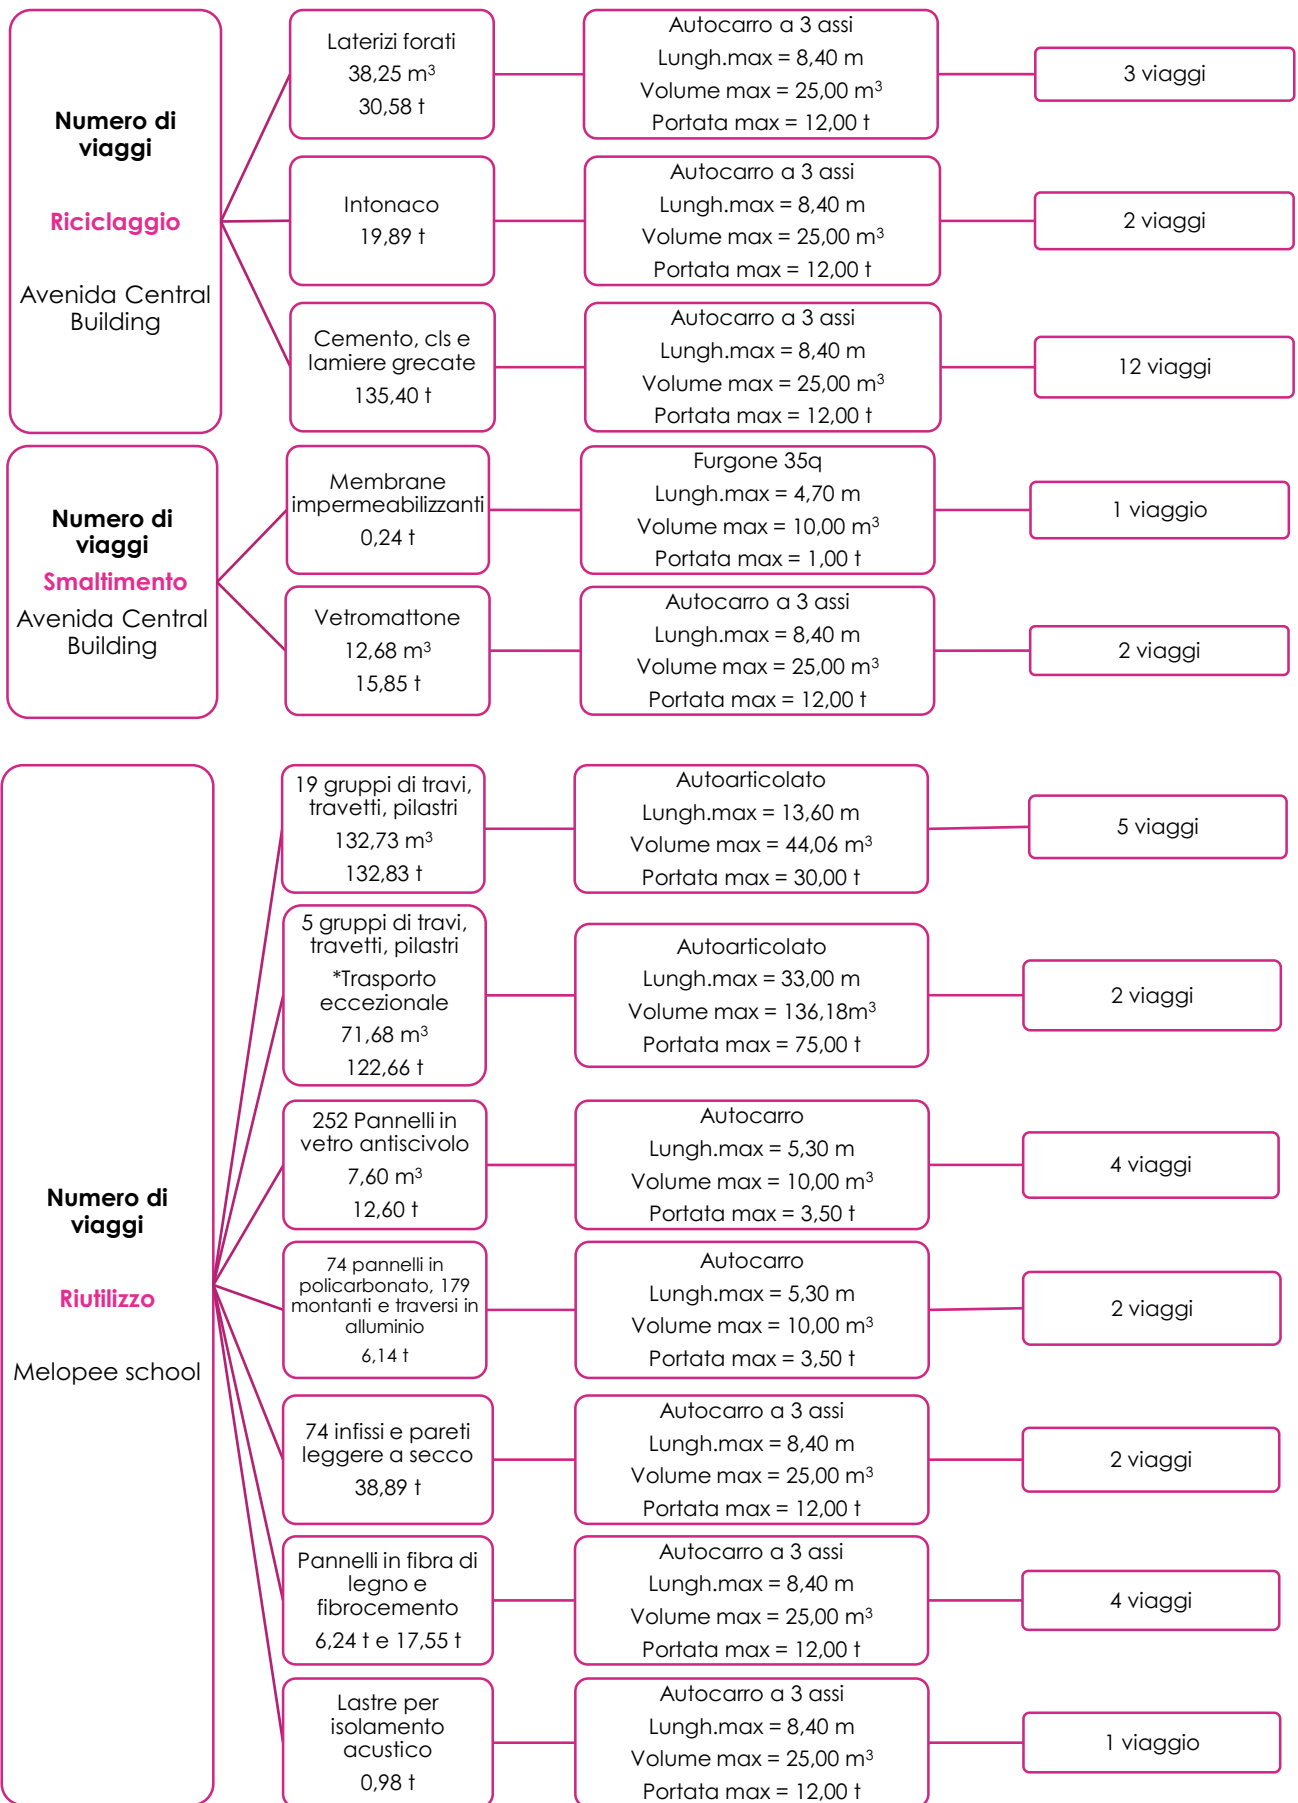 Numero di
viaggi
Riciclaggio
Avenida Central
Building
Laterizi forati
38,25 m³
30,58 t
Autocarro a 3 assi
Lungh.max = 8,40 m
Volume max = 25,00 m³
Portata max = 12,00 t
3 viaggi
Intonaco
19,89 t
Autocarro a 3 assi
Lungh.max = 8,40 m
Volume max = 25,00 m³
Portata max = 12,00 t
2 viaggi
Cemento, cls e
lamiere grecate
135,40 t
Autocarro a 3 assi
Lungh.max = 8,40 m
Volume max = 25,00 m³
Portata max = 12,00 t
12 viaggi
Numero di
viaggi
Smaltimento
Avenida Central
Building
Membrane
impermeabilizzanti
0,24 t
Furgone 35q
Lungh.max = 4,70 m
Volume max = 10,00 m³
Portata max = 1,00 t
1 viaggio
Vetromattone
12,68 m³
15,85 t
Autocarro a 3 assi
Lungh.max = 8,40 m
Volume max = 25,00 m³
Portata max = 12,00 t
2 viaggi
Numero di
viaggi
Riutilizzo
Melopee school
19 gruppi di travi,
travetti, pilastri
132,73 m³
132,83 t
Autoarticolato
Lungh.max = 13,60 m
Volume max = 44,06 m³
Portata max = 30,00 t
5 viaggi
5 gruppi di travi,
travetti, pilastri
*Trasporto
eccezionale
71,68 m³
122,66 t
Autoarticolato
Lungh.max = 33,00 m
Volume max = 136,18m³
Portata max = 75,00 t
2 viaggi
252 Pannelli in
vetro antiscivolo
7,60 m³
12,60 t
Autocarro
Lungh.max = 5,30 m
Volume max = 10,00 m³
Portata max = 3,50 t
4 viaggi
74 pannelli in
policarbonato, 179
montanti e traversi in
alluminio
6,14 t
Autocarro
Lungh.max = 5,30 m
Volume max = 10,00 m³
Portata max = 3,50 t
2 viaggi
74 infissi e pareti
leggere a secco
38,89 t
Autocarro a 3 assi
Lungh.max = 8,40 m
Volume max = 25,00 m³
Portata max = 12,00 t
2 viaggi
Pannelli in fibra di
legno e
fibrocemento
6,24 t e 17,55 t
Autocarro a 3 assi
Lungh.max = 8,40 m
Volume max = 25,00 m³
Portata max = 12,00 t
4 viaggi
Lastre per
isolamento
acustico
0,98 t
Autocarro a 3 assi
Lungh.max = 8,40 m
Volume max = 25,00 m³
Portata max = 12,00 t
1 viaggio